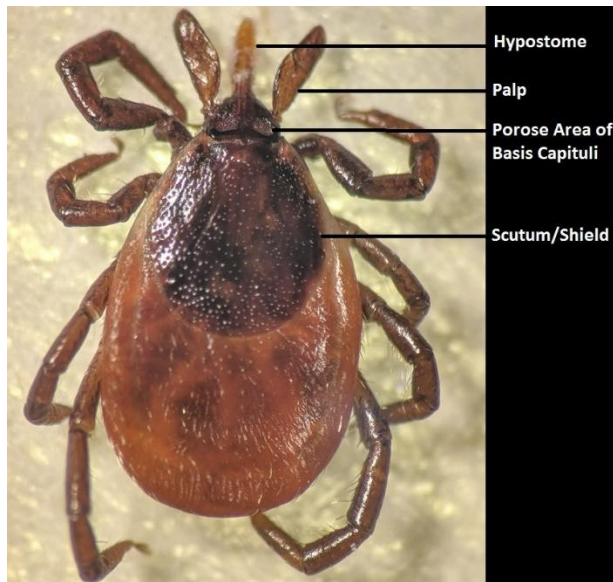 Hypostome
Palp
Porose Area of
Basis Capituli
Scutum/Shield